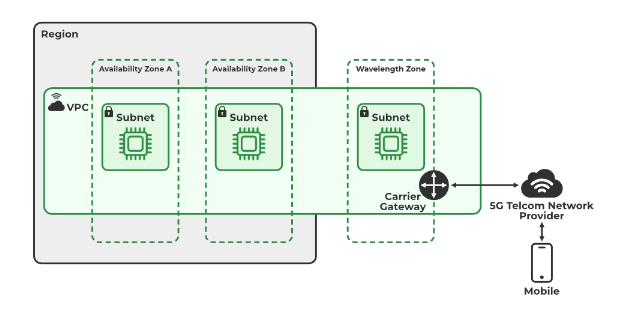 Region
Availability Zone A
Availability Zone B
Wavelength Zone
VPC
Subnet
Subnet
Subnet
Carrier
Gateway
5G Telcom Network
Provider
Mobile